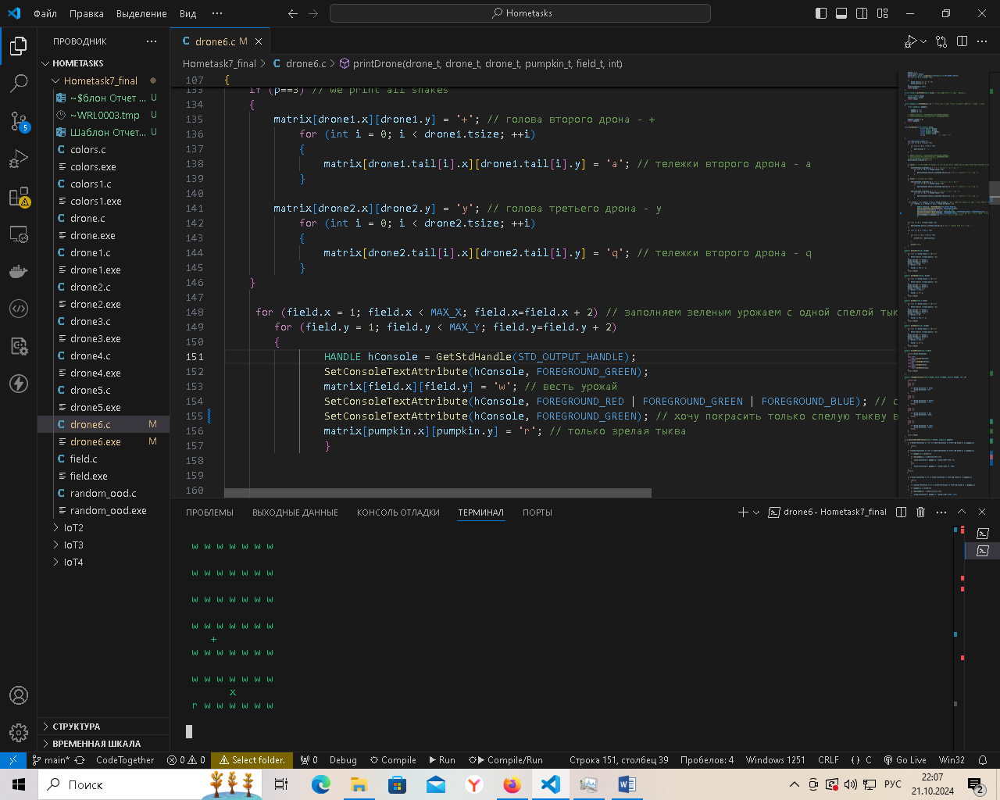 Файл Правка Выделение Вид ··· Hometasks
ПРОВОДНИК ···
HOMETASKS
Hometask7_final
~$блон Отчет ... U
~WRL0003.tmp U
Шаблон Отчет... U
colors.c
colors.exe
colors1.c
colors1.exe
drone.c
drone.exe
drone1.c
drone1.exe
drone2.c
drone2.exe
drone3.c
drone3.exe
drone4.c
drone4.exe
drone5.c
drone5.exe
drone6.c M
drone6.exe M
field.c
field.exe
random_ood.c
random_ood.exe
IoT2
IoT3
IoT4
СТРУКТУРА
ВРЕМЕННАЯ ШКАЛА
5
drone6.c M
Hometask7_final > drone6.c > printDrone(drone_t, drone_t, drone_t, pumpkin_t, field_t, int)
107 {
133 if (p==3) // we print all snakes
134 {
135 matrix[drone1.x][drone1.y] = '+'; // голова второго дрона - +
136 for (int i = 0; i < drone1.tsize; ++i)
137 {
138 matrix[drone1.tail[i].x][drone1.tail[i].y] = 'a'; // тележки второго дрона - a
139 }
140
141 matrix[drone2.x][drone2.y] = 'y'; // голова третьего дрона - y
142 for (int i = 0; i < drone2.tsize; ++i)
143 {
144 matrix[drone2.tail[i].x][drone2.tail[i].y] = 'q'; // тележки второго дрона - q
145 }
146 }
147
148 for (field.x = 1; field.x < MAX_X; field.x=field.x + 2) // заполняем зеленым урожаем с одной спелой тык
149 for (field.y = 1; field.y < MAX_Y; field.y=field.y + 2)
150 {
151 HANDLE hConsole = GetStdHandle(STD_OUTPUT_HANDLE);
152 SetConsoleTextAttribute(hConsole, FOREGROUND_GREEN);
153 matrix[field.x][field.y] = 'w'; // весть урожай
154 SetConsoleTextAttribute(hConsole, FOREGROUND_RED | FOREGROUND_GREEN | FOREGROUND_BLUE); // с
155 SetConsoleTextAttribute(hConsole, FOREGROUND_GREEN); // хочу покрасить только спелую тыкву в
156 matrix[pumpkin.x][pumpkin.y] = 'r'; // только зрелая тыква
157 }
158
159
160
ПРОБЛЕМЫ ВЫХОДНЫЕ ДАННЫЕ КОНСОЛЬ ОТЛАДКИ ТЕРМИНАЛ ПОРТЫ drone6 - Hometask7_final
w w w w w w w
w w w w w w w
w w w w w w w
w w w w w w w
+
w w w w w w w
w w w w w w w
x
r w w w w w w
main* CodeTogether 0 0 Select folder. 0 Debug Compile Run Compile/Run Строка 151, столбец 39 Пробелов: 4 Windows 1251 CRLF {} C Go Live Win32
Поиск РУС 22:07
21.10.2024
2